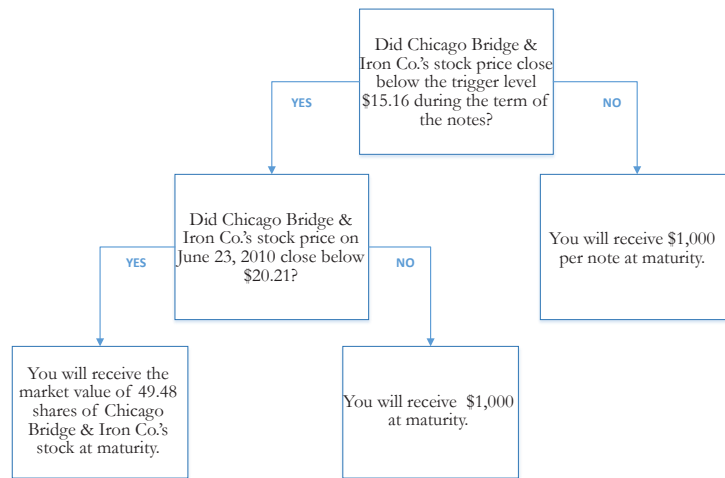 Did Chicago Bridge &
Iron Co.'s stock price close
below the trigger level
$15.16 during the term of
the notes?
YES
NO
Did Chicago Bridge &
Iron Co.'s stock price on
June 23, 2010 close below
$20.21?
You will receive $1,000
per note at maturity.
YES
NO
You will receive the
market value of 49.48
shares of Chicago
Bridge & Iron Co.'s
stock at maturity.
You will receive $1,000
at maturity.